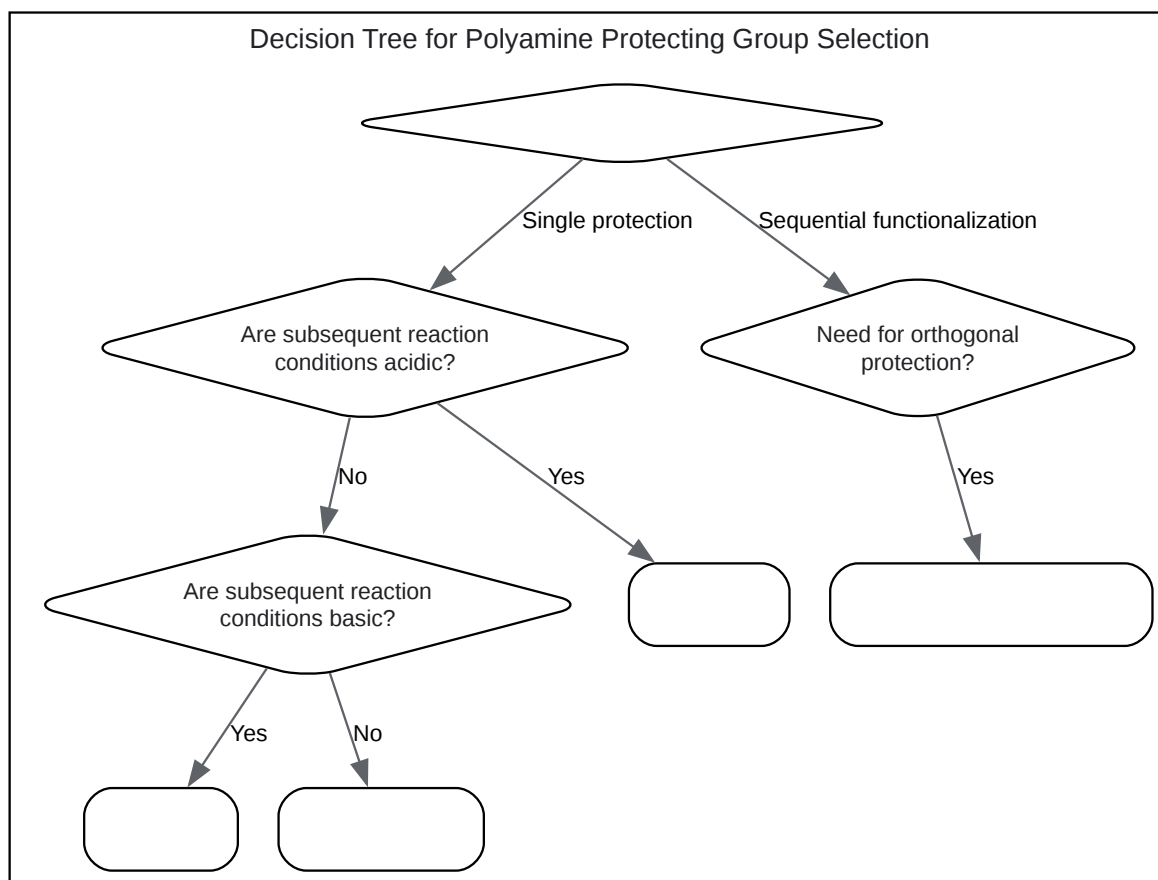 Decision Tree for Polyamine Protecting Group Selection
Single protection
Sequential functionalization
Are subsequent reaction
conditions acidic?
Need for orthogonal
protection?
No
Yes
Yes
Are subsequent reaction
conditions basic?
Yes
No